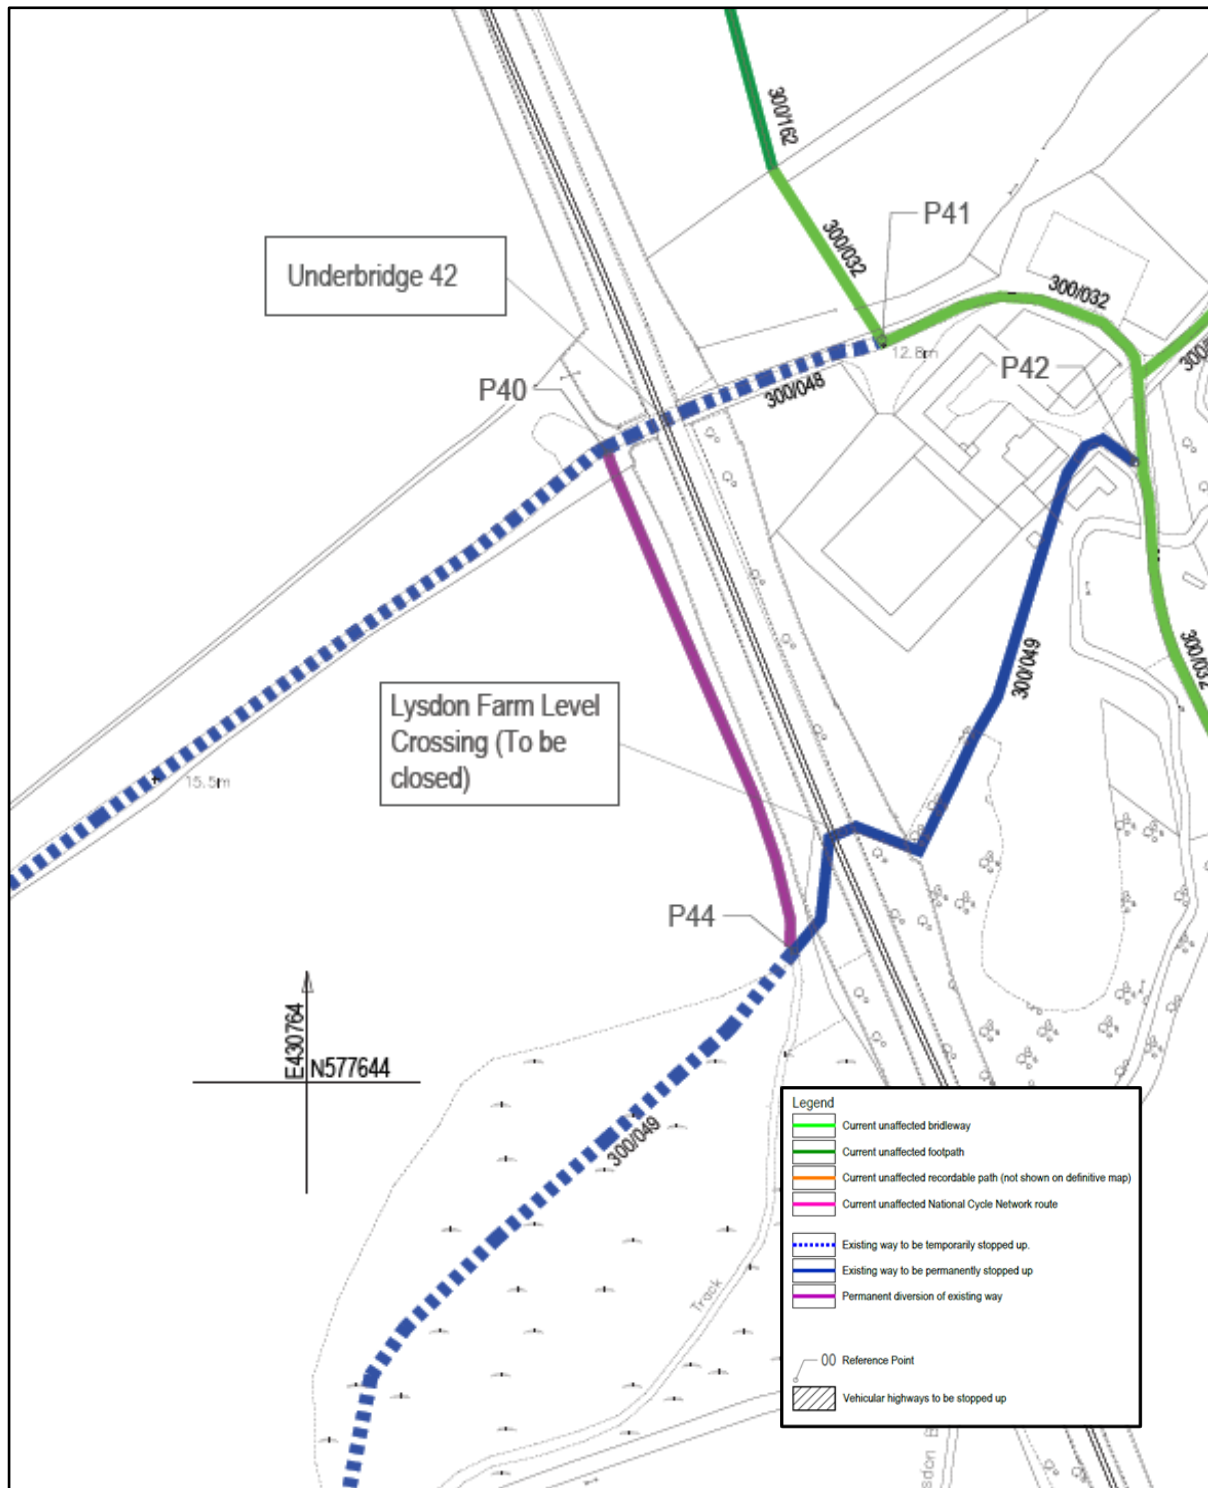 300/162
P41
300/032
Underbridge 42
300/032
12.8m
P42
P40
300/048
300/049
300/032
Lysdon Farm Level
Crossing (To be
closed)
15.5m
P44
E430764
N577644
300/049
Track
Legend
Current unaffected bridleway
Current unaffected footpath
Current unaffected recordable path (not shown on definitive map)
Current unaffected National Cycle Network route
Existing way to be temporarily stopped up.
Existing way to be permanently stopped up
Permanent diversion of existing way
00 Reference Point
Vehicular highways to be stopped up